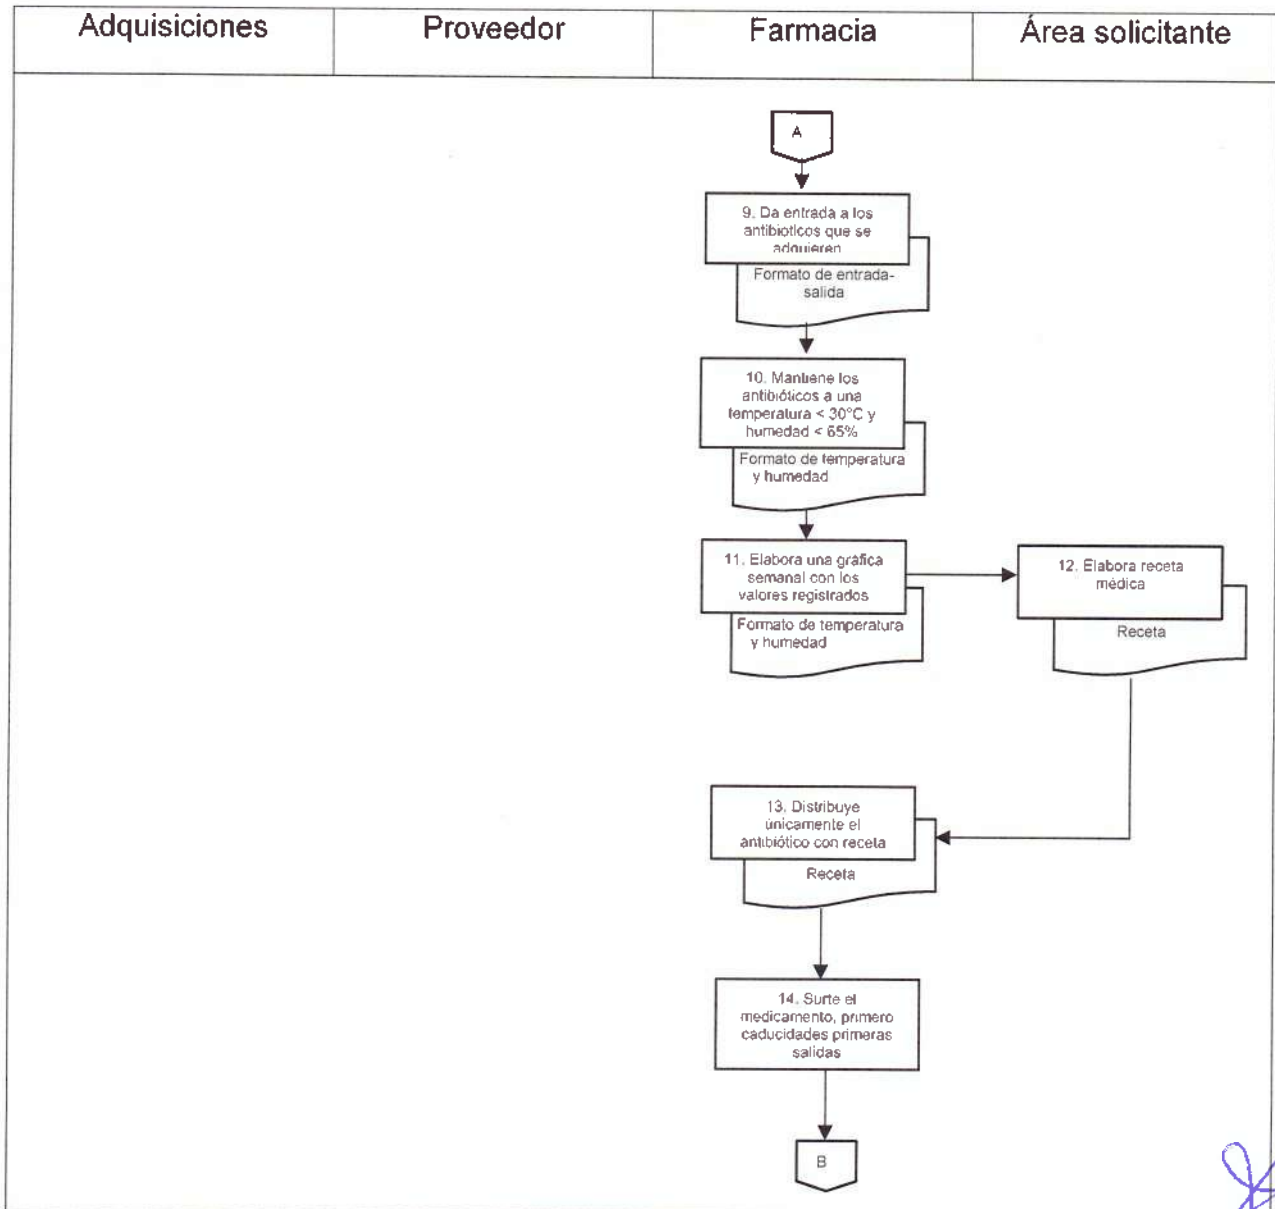 Adquisiciones
Proveedor
Farmacia
Área solicitante
A
9. Da entrada a los
antibioticos que se
adquieren
Formato de entrada-
salida
10. Mantiene los
antibióticos a una
temperatura < 30°C y
humedad < 65%
Formato de temperatura
y humedad
11. Elabora una gráfica
semanal con los
valores registrados
Formato de temperatura
y humedad
12. Elabora receta
médica
Receta
13. Distribuye
únicamente el
antibiótico con receta
Receta
14. Surte el
medicamento, primero
caducidades primeras
salidas
B